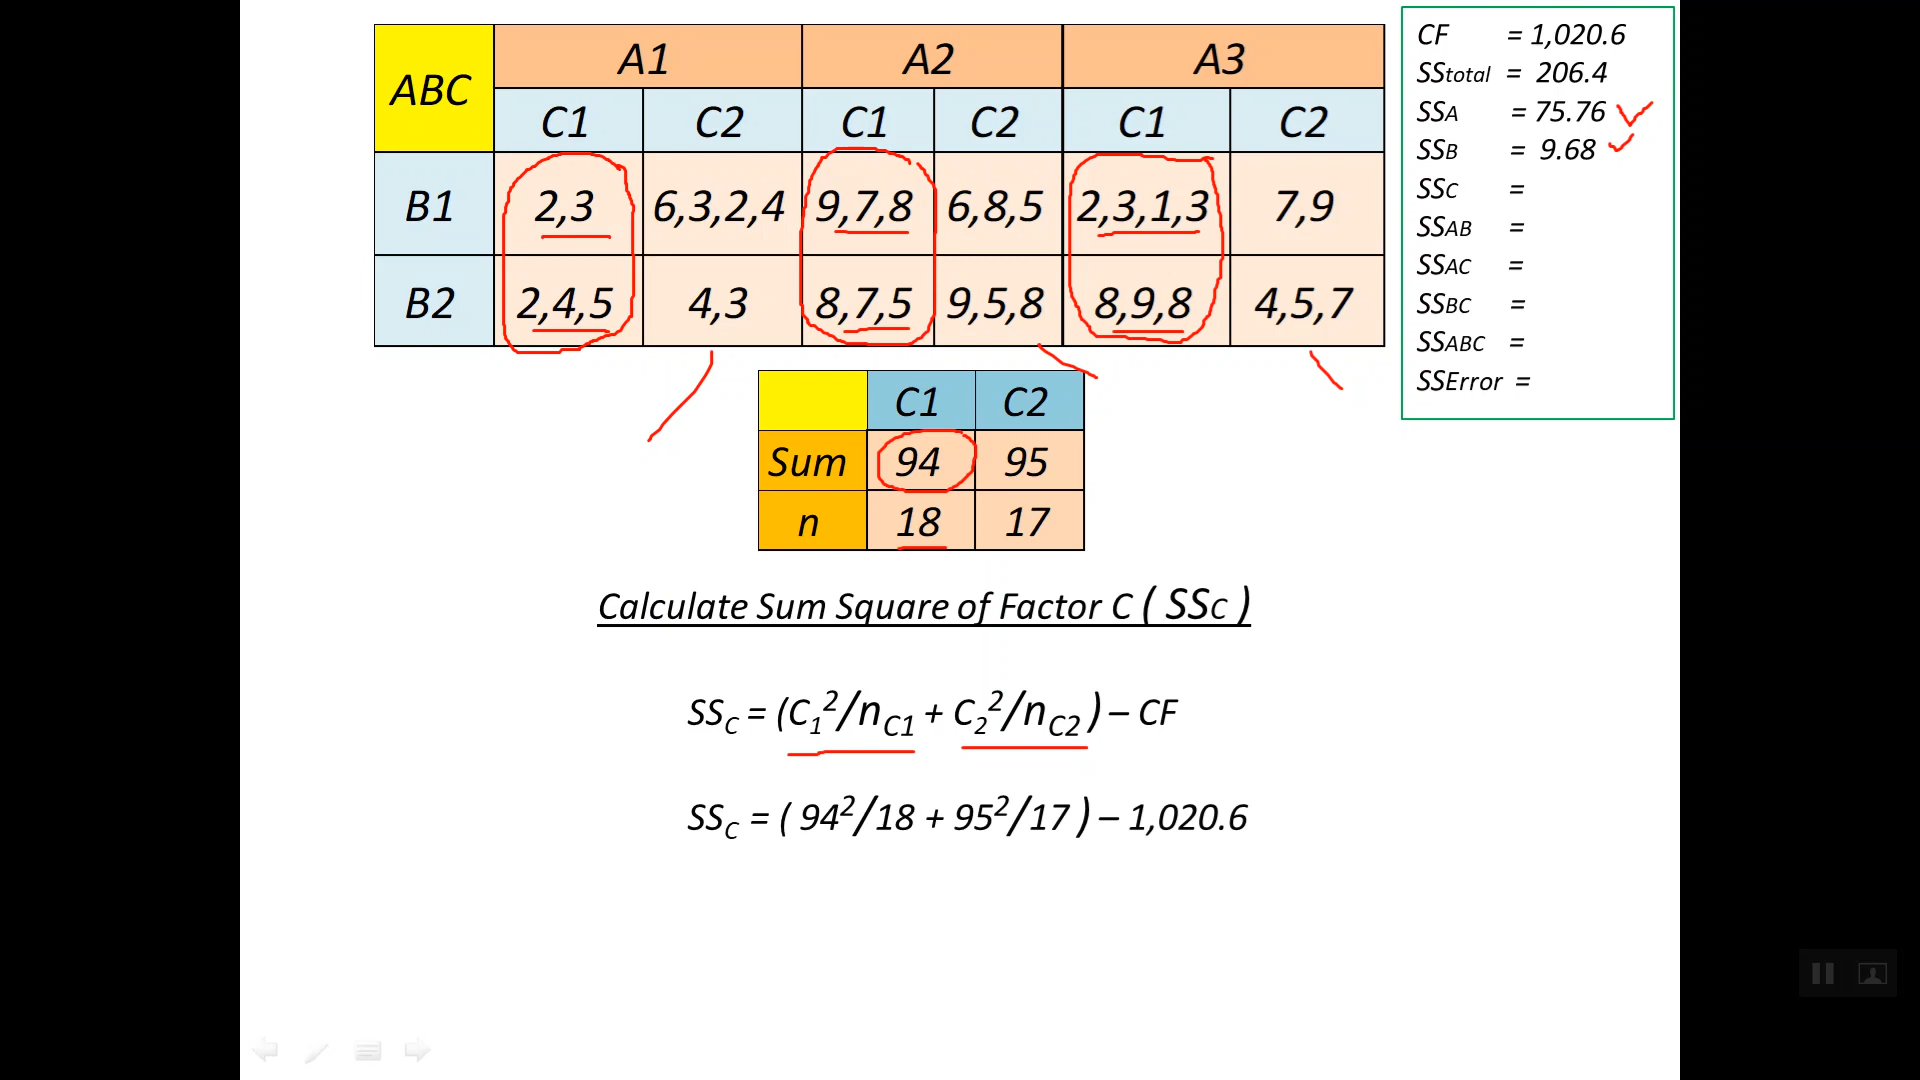 ABC A1 A2 A3
C1 C2 C1 C2 C1 C2
B1 2,3 6,3,2,4 9,7,8 6,8,5 2,3,1,3 7,9
B2 2,4,5 4,3 8,7,5 9,5,8 8,9,8 4,5,7
CF = 1,020.6
SStotal = 206.4
SSA = 75.76
SSB = 9.68
SSC =
SSAB =
SSAC =
SSBC =
SSABC =
SSError =
C1 C2
Sum 94 95
n 18 17
Calculate Sum Square of Factor C ( SSC )
SSC = (C1²/nC1 + C2²/nC2 ) – CF
SSC = ( 94²/18 + 95²/17 ) – 1,020.6